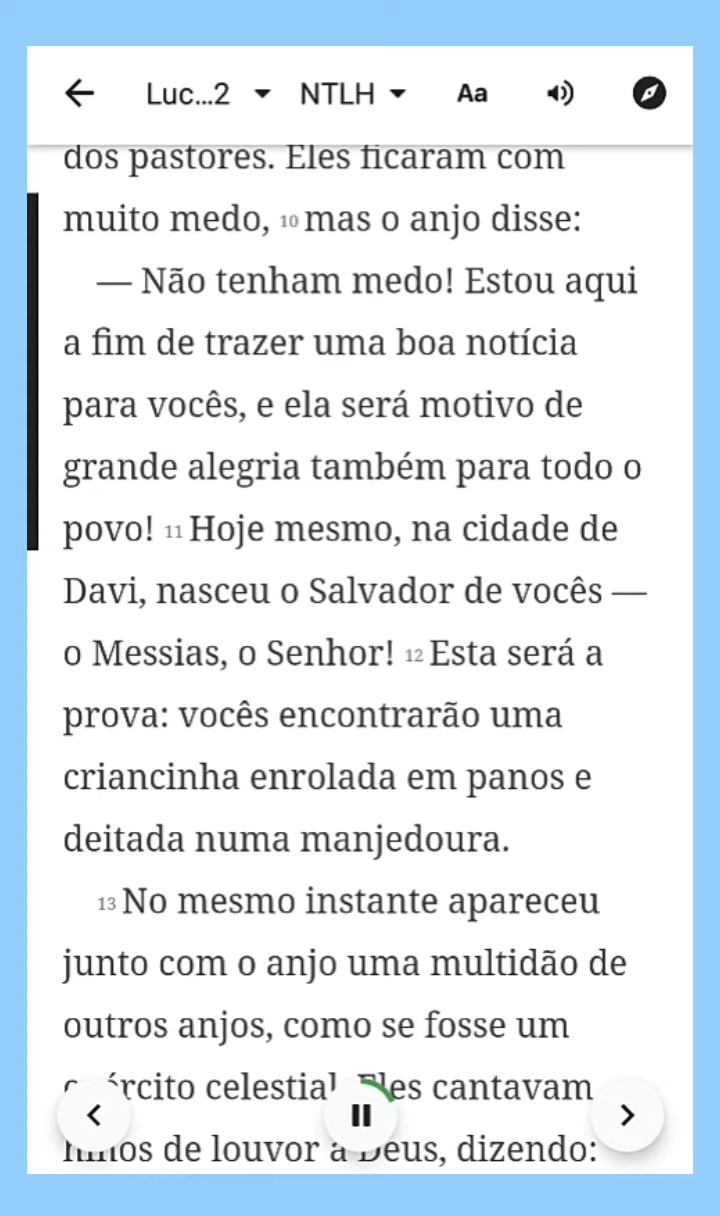 Luc...2 NTLH Aa
dos pastores. Eles ficaram com
muito medo, 10 mas o anjo disse:
— Não tenham medo! Estou aqui
a fim de trazer uma boa notícia
para vocês, e ela será motivo de
grande alegria também para todo o
povo! 11 Hoje mesmo, na cidade de
Davi, nasceu o Salvador de vocês —
o Messias, o Senhor! 12 Esta será a
prova: vocês encontrarão uma
criancinha enrolada em panos e
deitada numa manjedoura.
13 No mesmo instante apareceu
junto com o anjo uma multidão de
outros anjos, como se fosse um
exército celestial. Eles cantavam
hinos de louvor a Deus, dizendo: